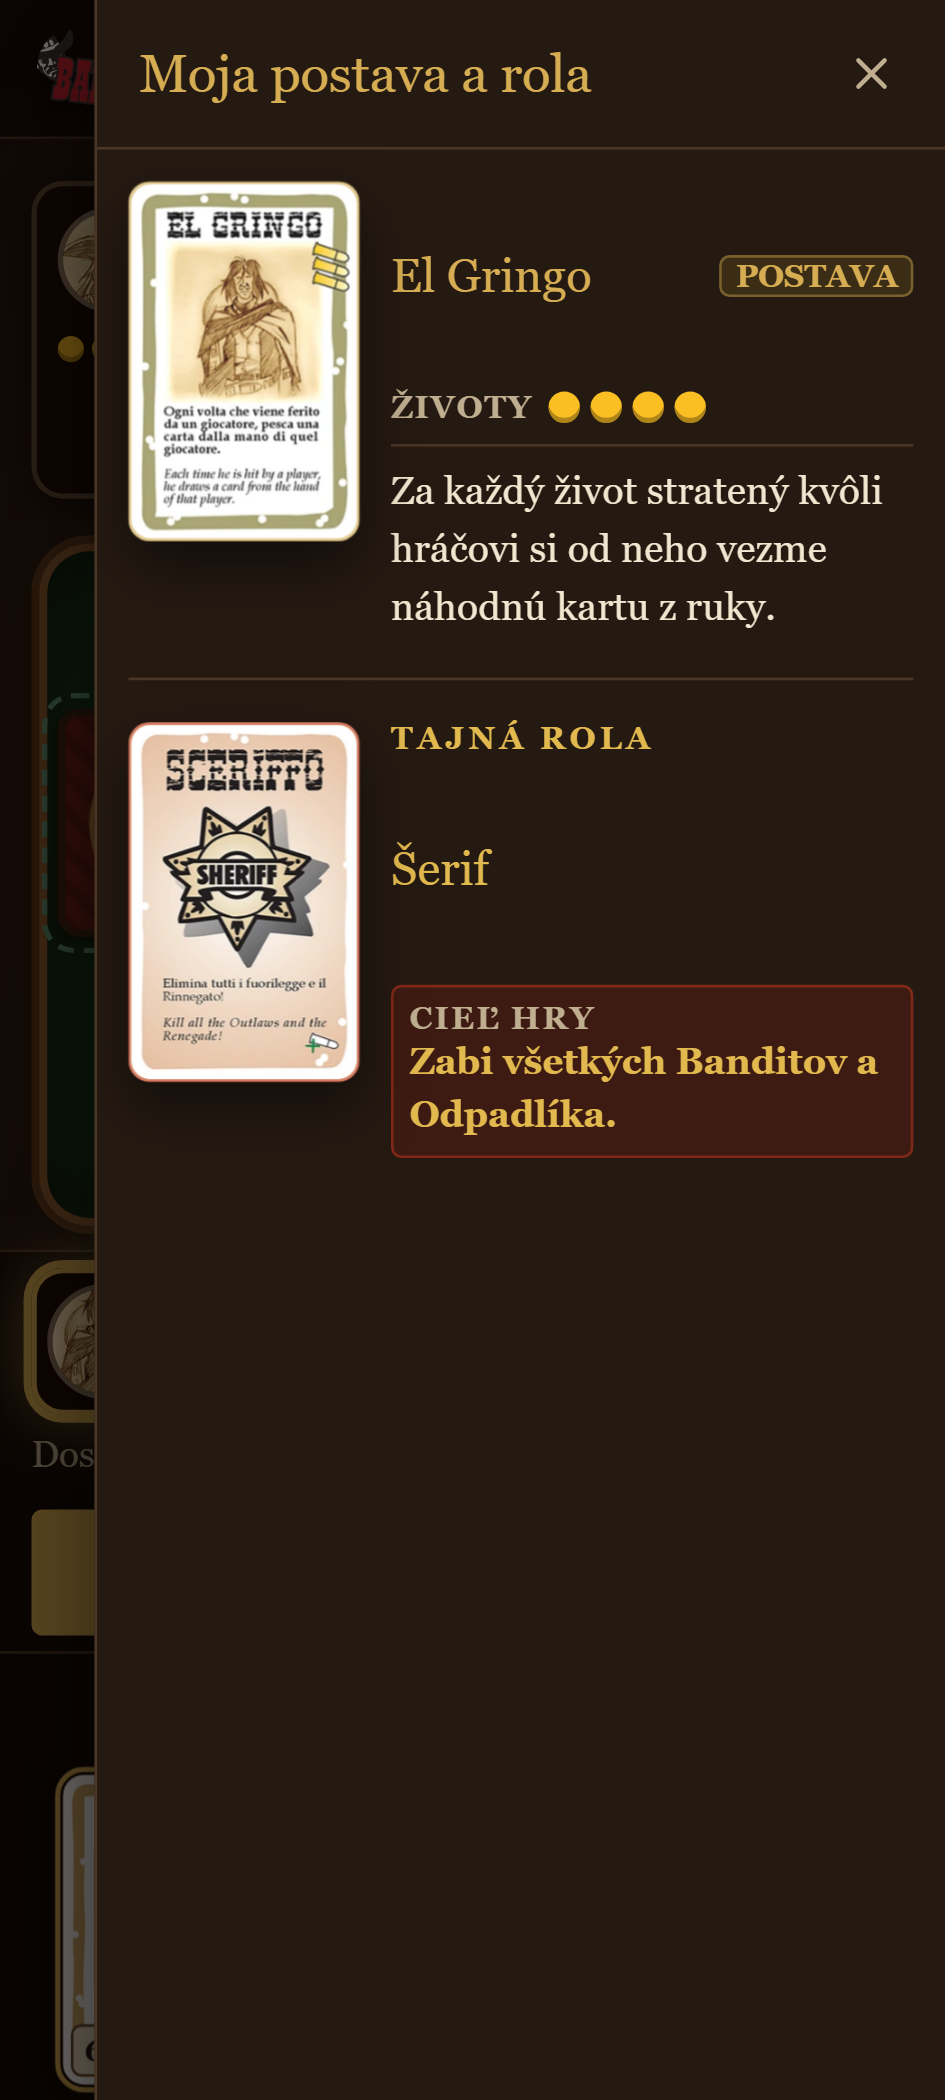 Moja postava a rola
EL GRINGO
Ogni volta che viene ferito
da un giocatore, pesca una
carta dalla mano di quel
giocatore.
Each time he is hit by a player,
he draws a card from the hand
of that player.
El Gringo
POSTAVA
ŽIVOTY
Za každý život stratený kvôli
hráčovi si od neho vezme
náhodnú kartu z ruky.
SCERIFFO
SHERIFF
Elimina tutti i fuorilegge e il
Rinnegato!
Kill all the Outlaws and the
Renegade!
TAJNÁ ROLA
Šerif
CIEĽ HRY
Zabi všetkých Banditov a
Odpadlíka.
BA
Dos